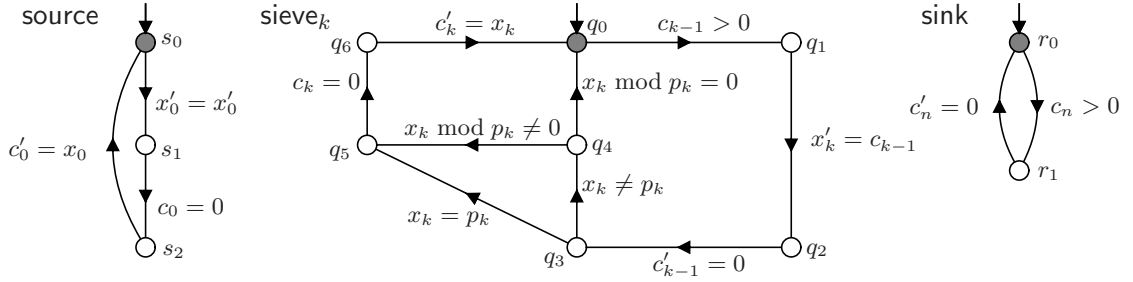 source
s₀
x′₀ = x′₀
s₁
c′₀ = x₀
c₀ = 0
s₂
sieveₖ
q₆
c′ₖ = xₖ
q₀
cₖ₋₁ > 0
q₁
cₖ = 0
xₖ mod pₖ = 0
xₖ mod pₖ ≠ 0
q₅
q₄
x′ₖ = cₖ₋₁
xₖ ≠ pₖ
xₖ = pₖ
q₃
c′ₖ₋₁ = 0
q₂
sink
r₀
c′ₙ = 0
cₙ > 0
r₁